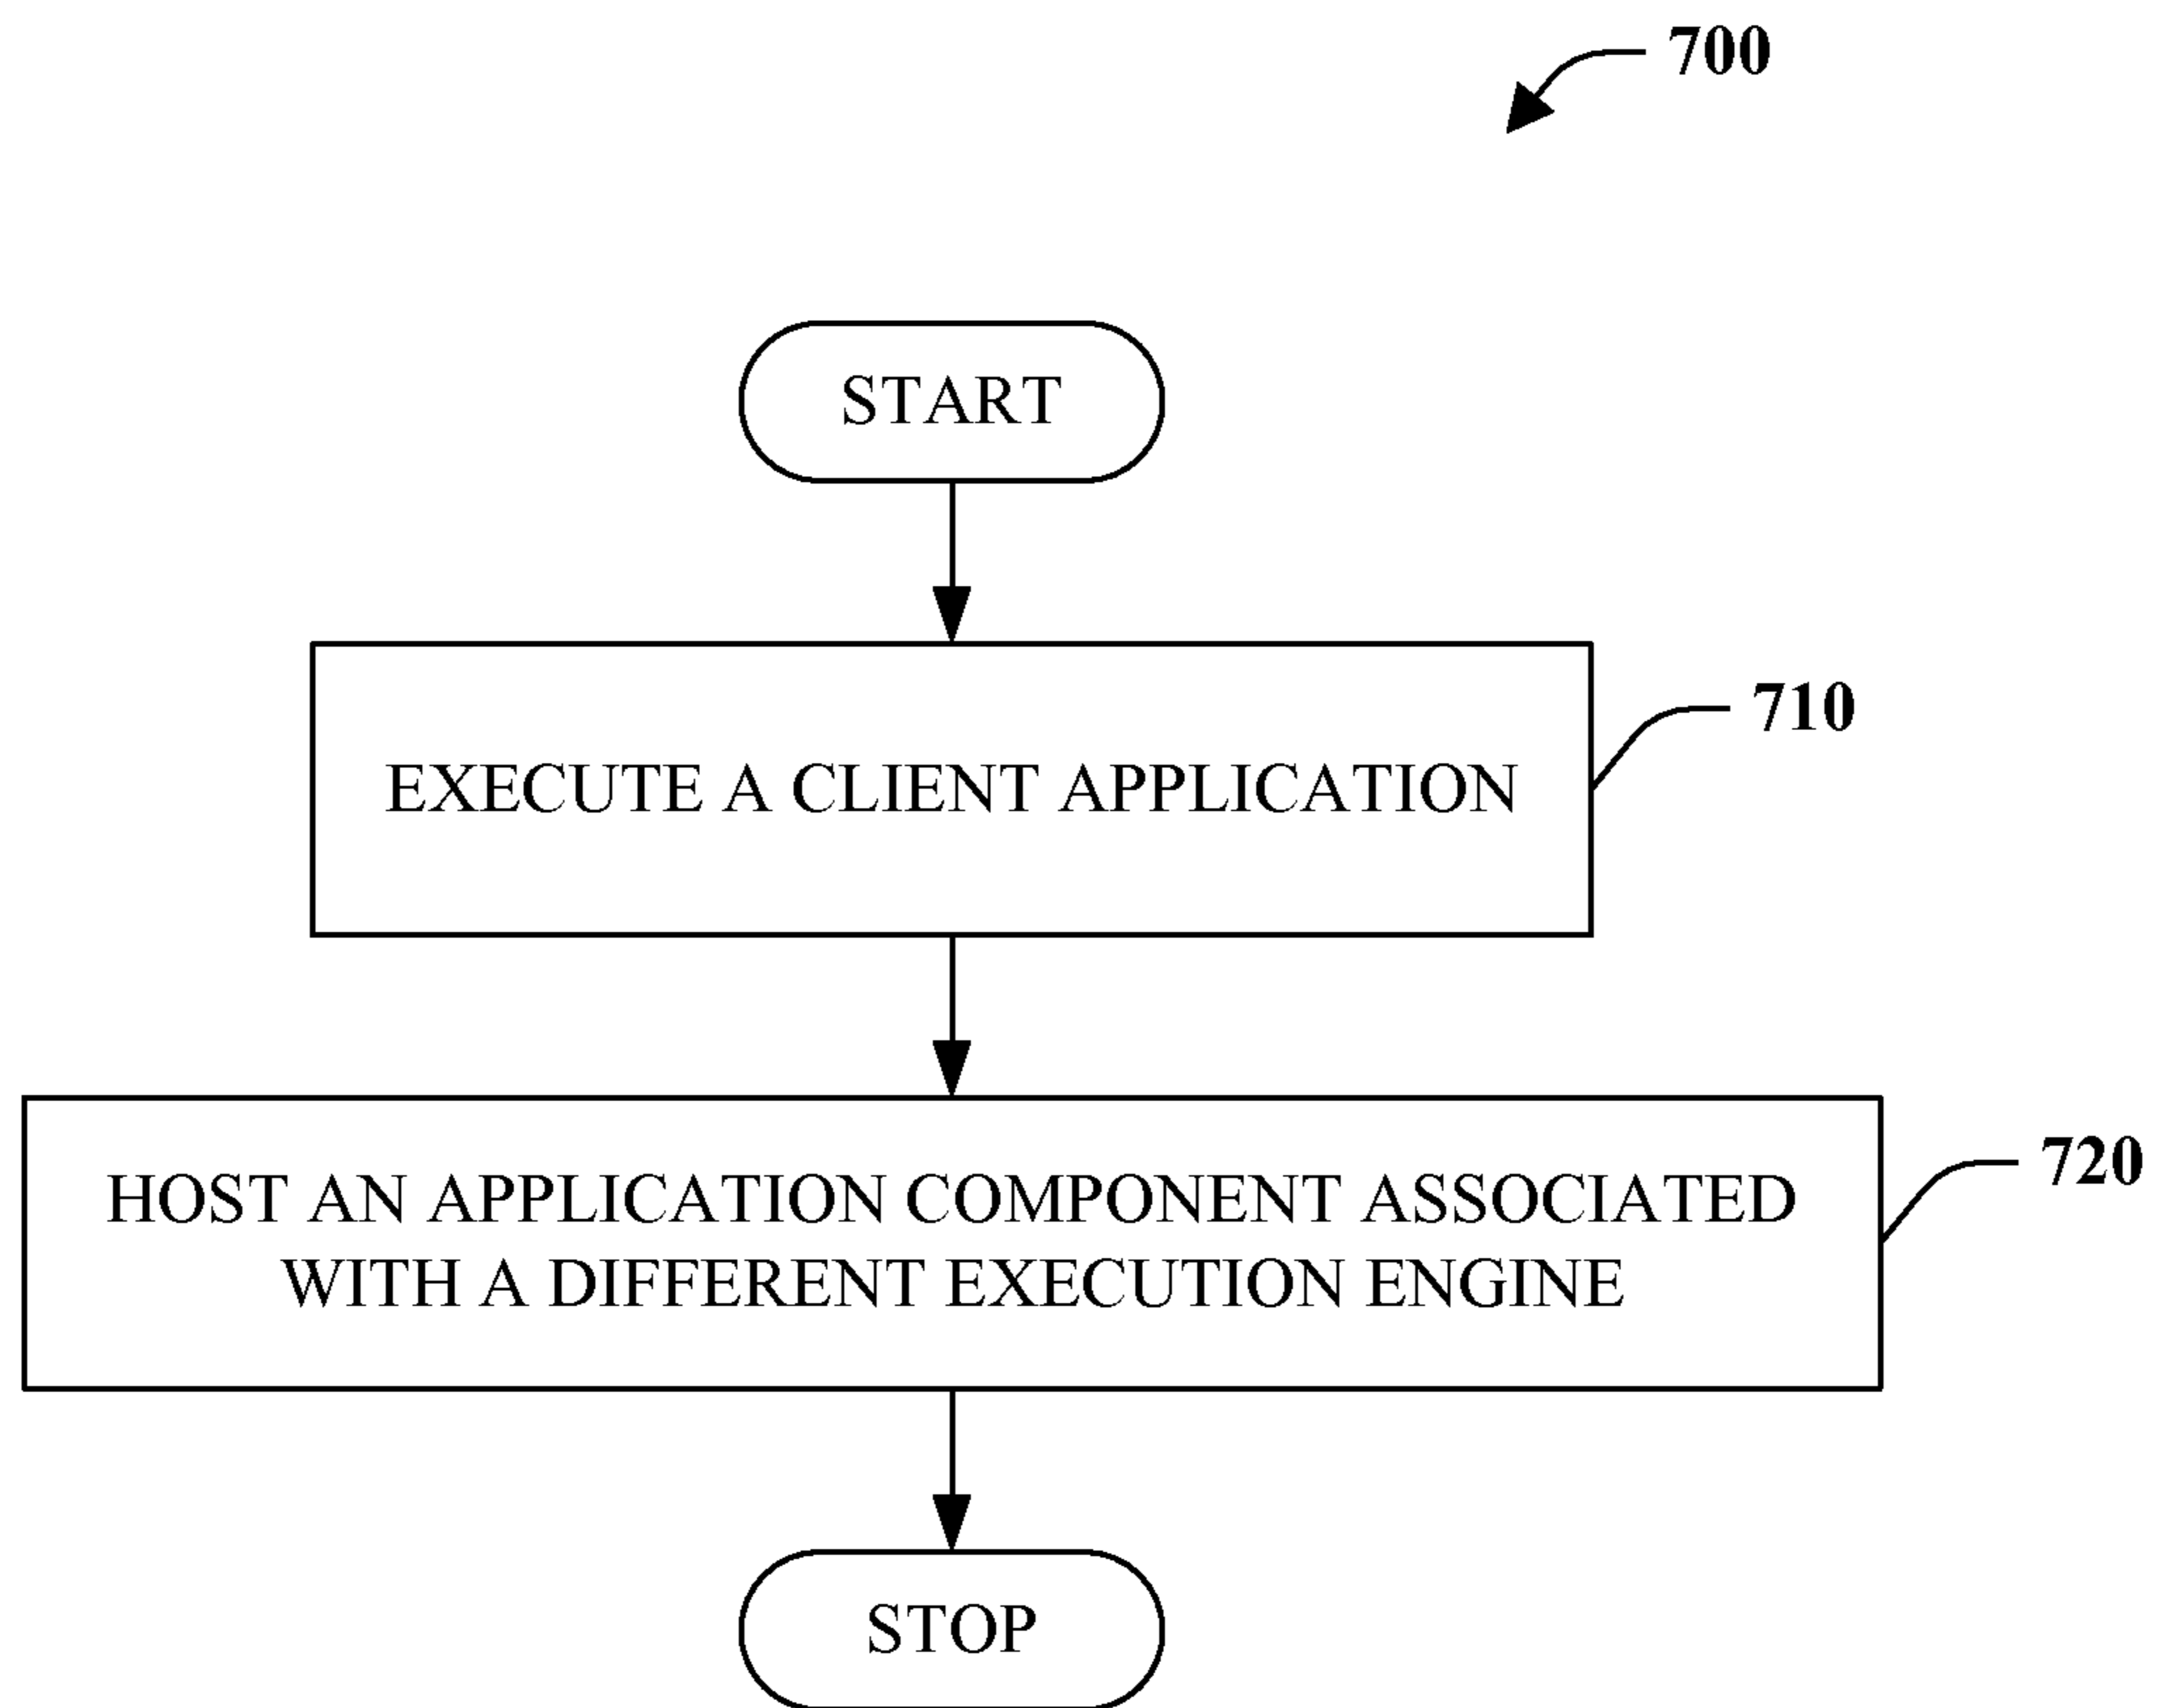 700
START
EXECUTE A CLIENT APPLICATION
710
HOST AN APPLICATION COMPONENT ASSOCIATED
WITH A DIFFERENT EXECUTION ENGINE
720
STOP